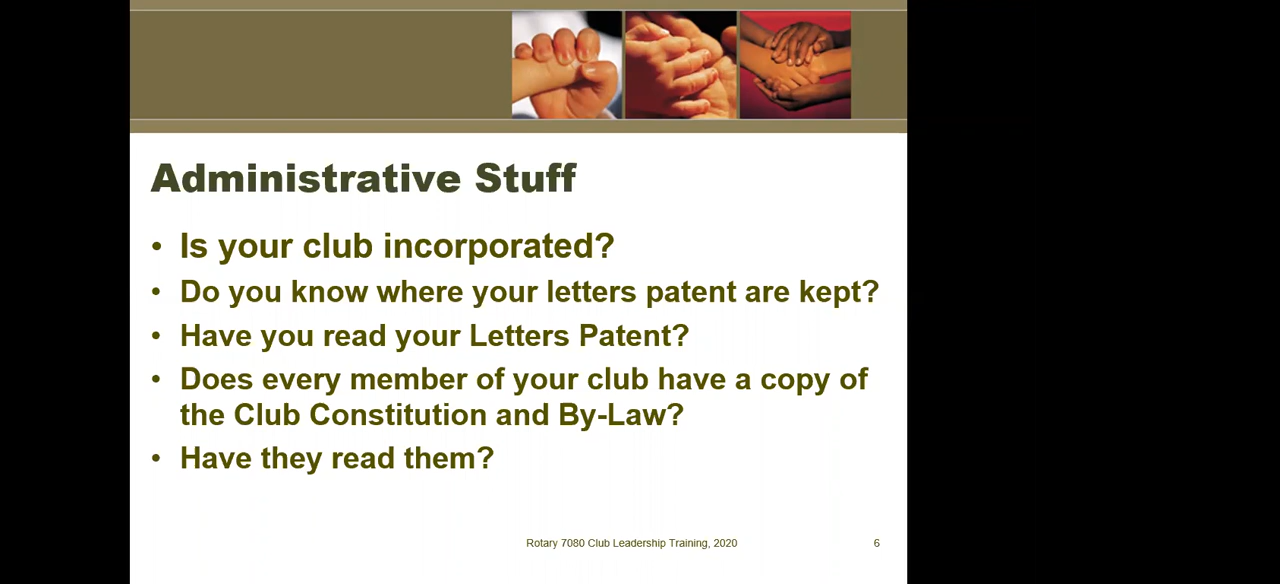 Administrative Stuff
• Is your club incorporated?
• Do you know where your letters patent are kept?
• Have you read your Letters Patent?
• Does every member of your club have a copy of
the Club Constitution and By-Law?
• Have they read them?
Rotary 7080 Club Leadership Training, 2020
6